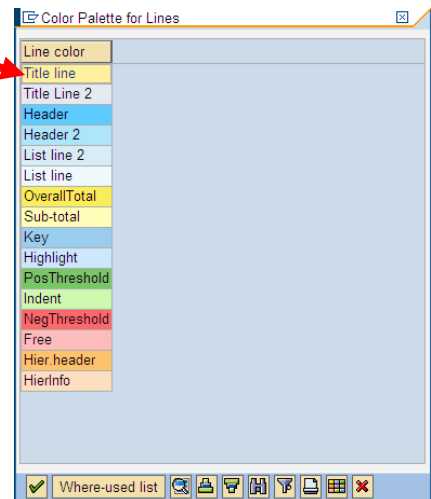 Color Palette for Lines
Line color
Title line
Title Line 2
Header
Header 2
List line 2
List line
OverallTotal
Sub-total
Key
Highlight
PosThreshold
Indent
NegThreshold
Free
Hier.header
HierInfo
Where-used list